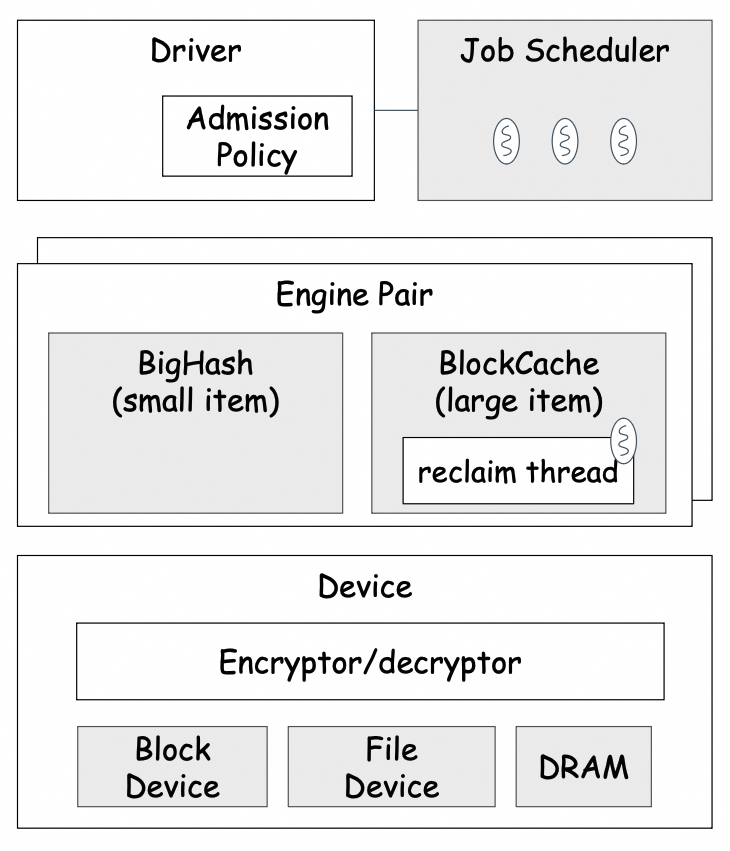 Driver
Admission
Policy
Job Scheduler
Engine Pair
BigHash
(small item)
BlockCache
(large item)
reclaim thread
Device
Encryptor/decryptor
Block
Device
File
Device
DRAM